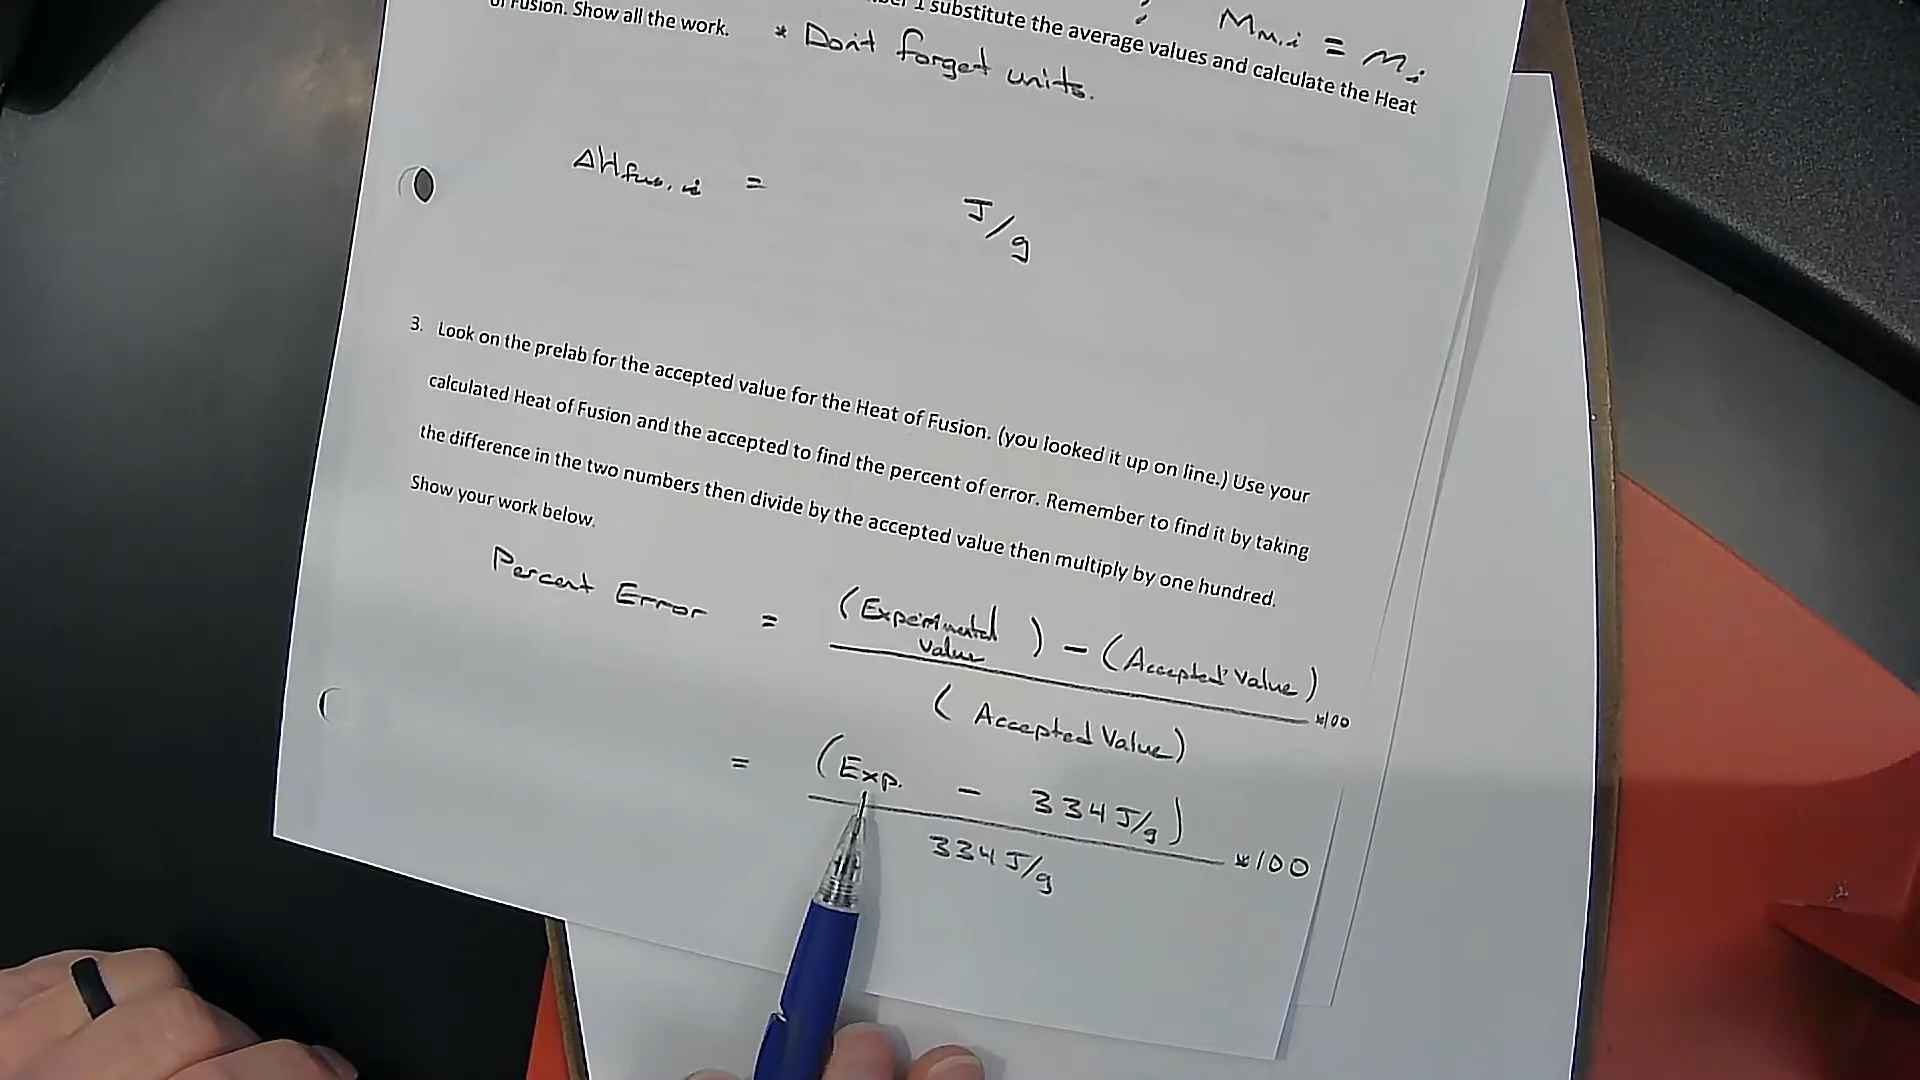 M_M,i = m_i
1 substitute the average values and calculate the Heat
of Fusion. Show all the work. * Don't forget units.
ΔH_fus,i = J/g
3. Look on the prelab for the accepted value for the Heat of Fusion. (you looked it up on line.) Use your
calculated Heat of Fusion and the accepted to find the percent of error. Remember to find it by taking
the difference in the two numbers then divide by the accepted value then multiply by one hundred.
Show your work below.
Percent Error = (Experimental Value) - (Accepted Value)
*100
(Accepted Value)
= (Exp. - 334 J/g)
*100
334 J/g